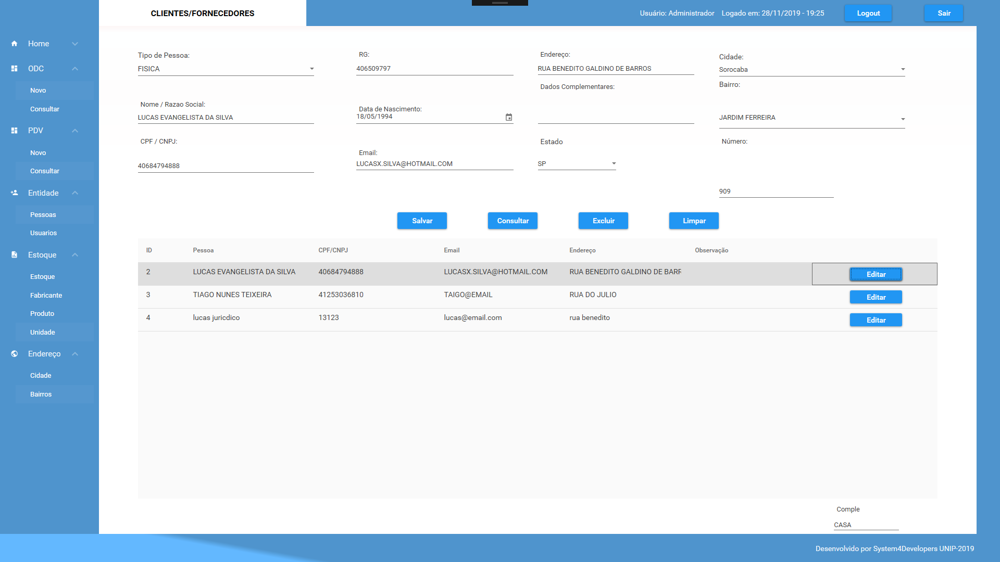 CLIENTES/FORNECEDORES
Usuário: Administrador Logado em: 28/11/2019 - 19:25
Logout
Sair
Home
ODC
Novo
Consultar
PDV
Novo
Consultar
Entidade
Pessoas
Usuarios
Estoque
Estoque
Fabricante
Produto
Unidade
Endereço
Cidade
Bairros
Tipo de Pessoa:
FISICA
RG:
406509797
Endereço:
RUA BENEDITO GALDINO DE BARROS
Cidade:
Sorocaba
Dados Complementares:
Bairro:
JARDIM FERREIRA
Nome / Razao Social:
LUCAS EVANGELISTA DA SILVA
Data de Nascimento:
18/05/1994
CPF / CNPJ:
40684794888
Email:
LUCASX.SILVA@HOTMAIL.COM
Estado
SP
Número:
909
Salvar
Consultar
Excluir
Limpar
ID Pessoa CPF/CNPJ Email Endereço Observação
2 LUCAS EVANGELISTA DA SILVA 40684794888 LUCASX.SILVA@HOTMAIL.COM RUA BENEDITO GALDINO DE BARR Editar
3 TIAGO NUNES TEIXEIRA 41253036810 TAIGO@EMAIL RUA DO JULIO Editar
4 lucas juricdico 13123 lucas@email.com rua benedito Editar
Comple
CASA
Desenvolvido por System4Developers UNIP-2019